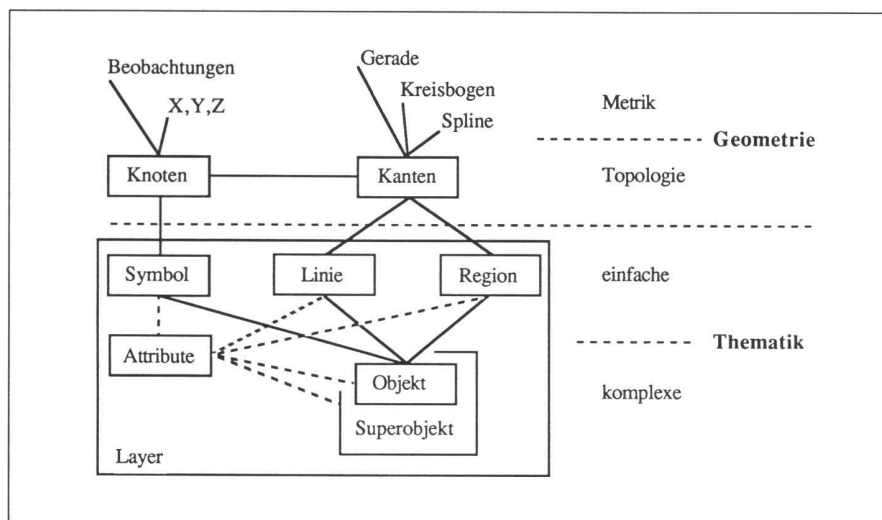 Gerade
Beobachtungen
Kreisbogen
X,Y,Z
Metrik
Spline
Geometrie
Knoten
Kanten
Topologie
Symbol
Linie
Region
einfache
Attribute
Thematik
Objekt
komplexe
Superobjekt
Layer